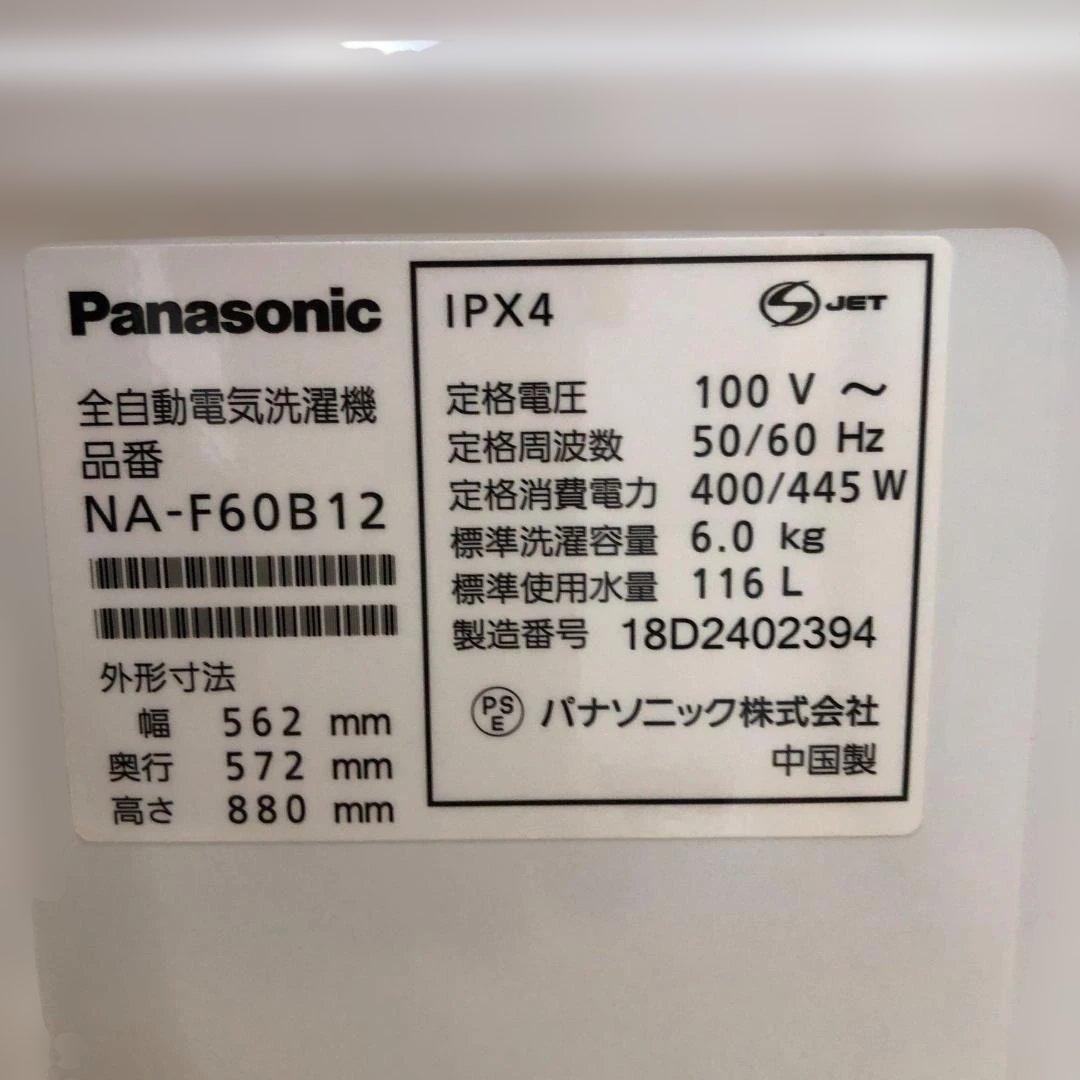 Panasonic
全自動電気洗濯機
品番
NA-F60B12
外形寸法
幅 562 mm
奥行 572 mm
高さ 880 mm
IPX4
S JET
定格電圧 100 V ～
定格周波数 50/60 Hz
定格消費電力 400/445 W
標準洗濯容量 6.0 kg
標準使用水量 116 L
製造番号 18D2402394
PSE パナソニック株式会社
中国製